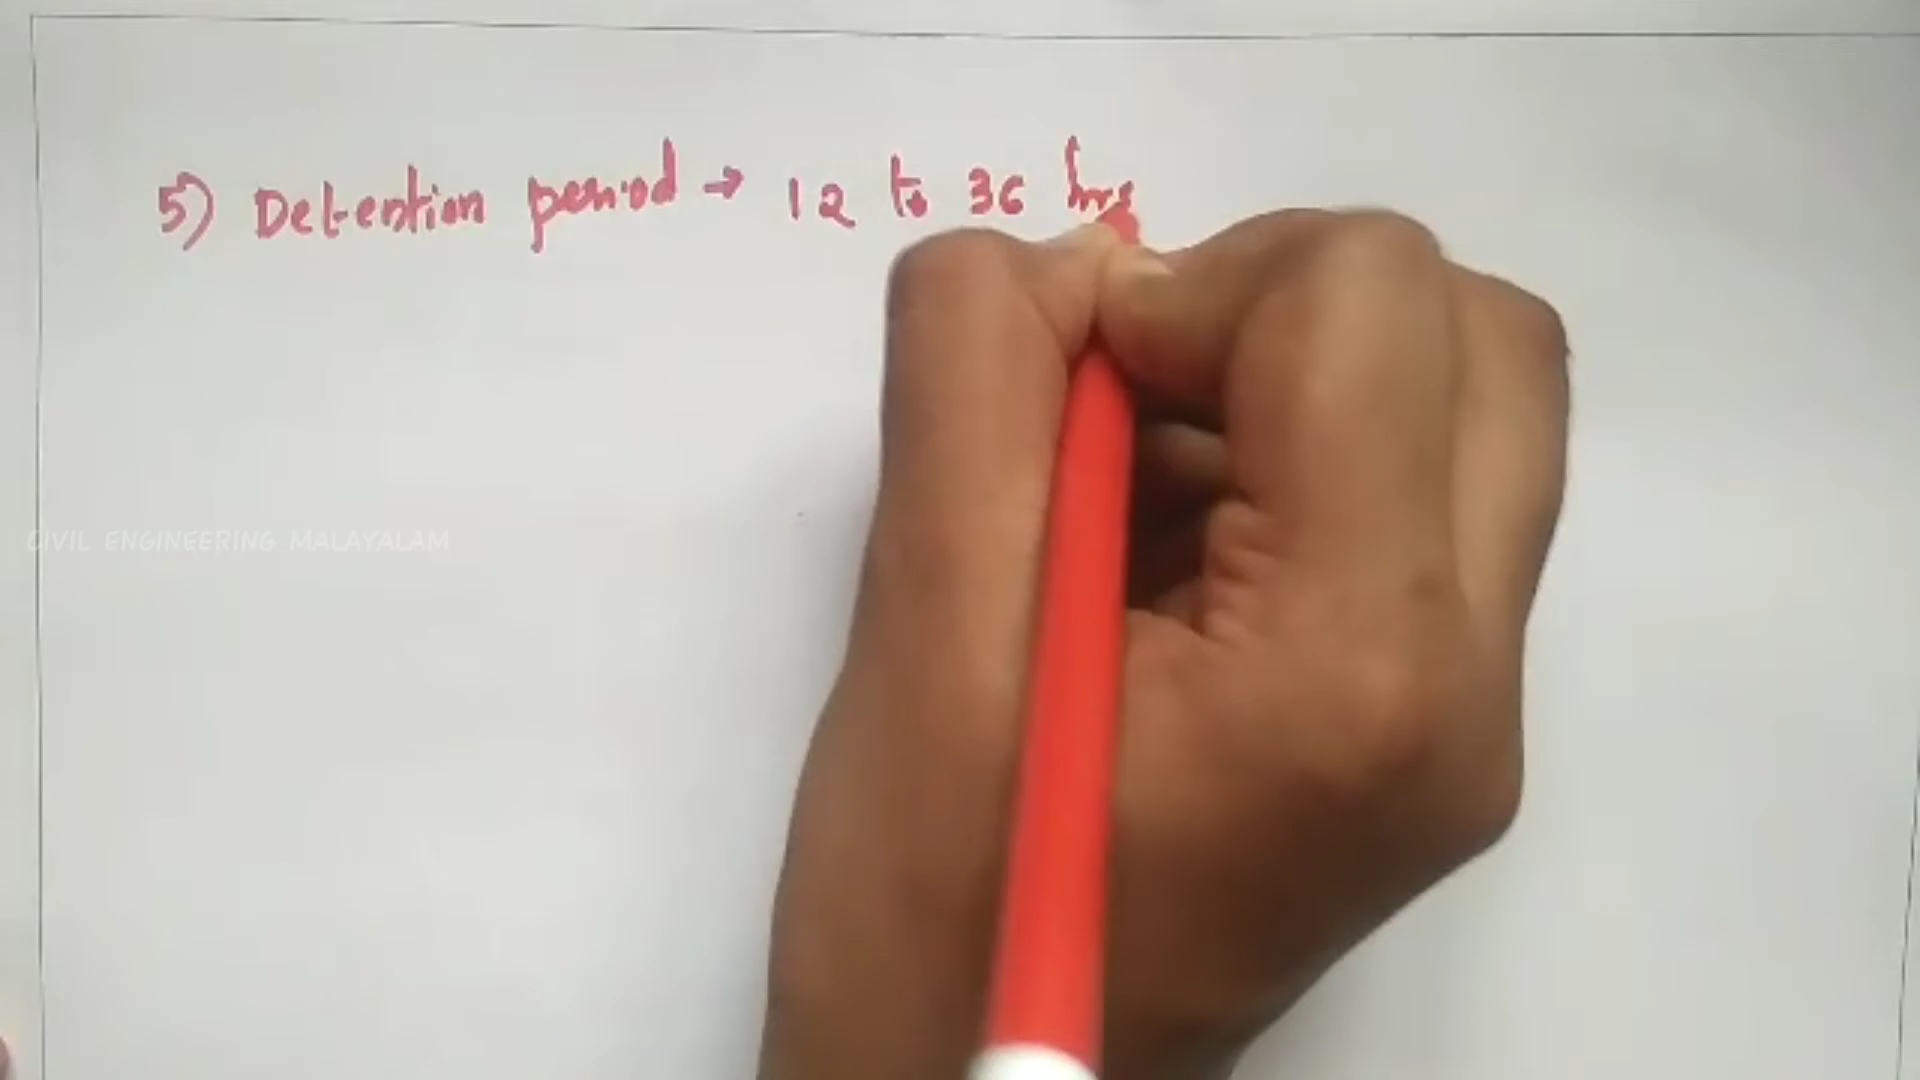 5) Detention period → 12 to 36 hrs
CIVIL ENGINEERING MALAYALAM